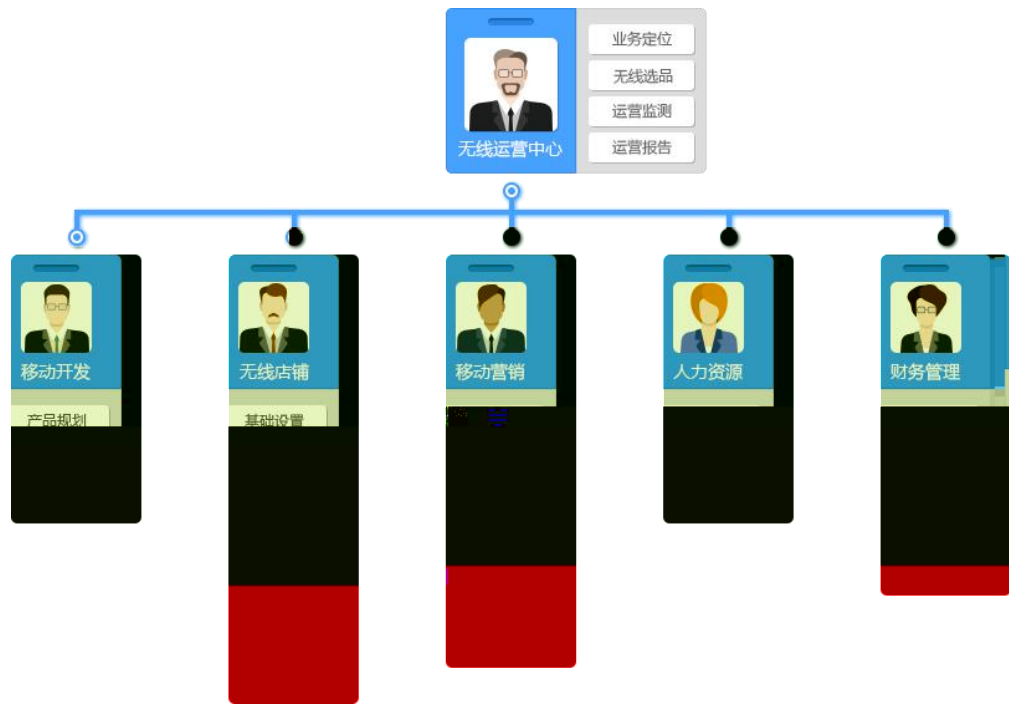 业务定位
无线选品
运营监测
运营报告
无线运营中心
移动开发
无线店铺
移动营销
人力资源
财务管理
产品规划
基础设置